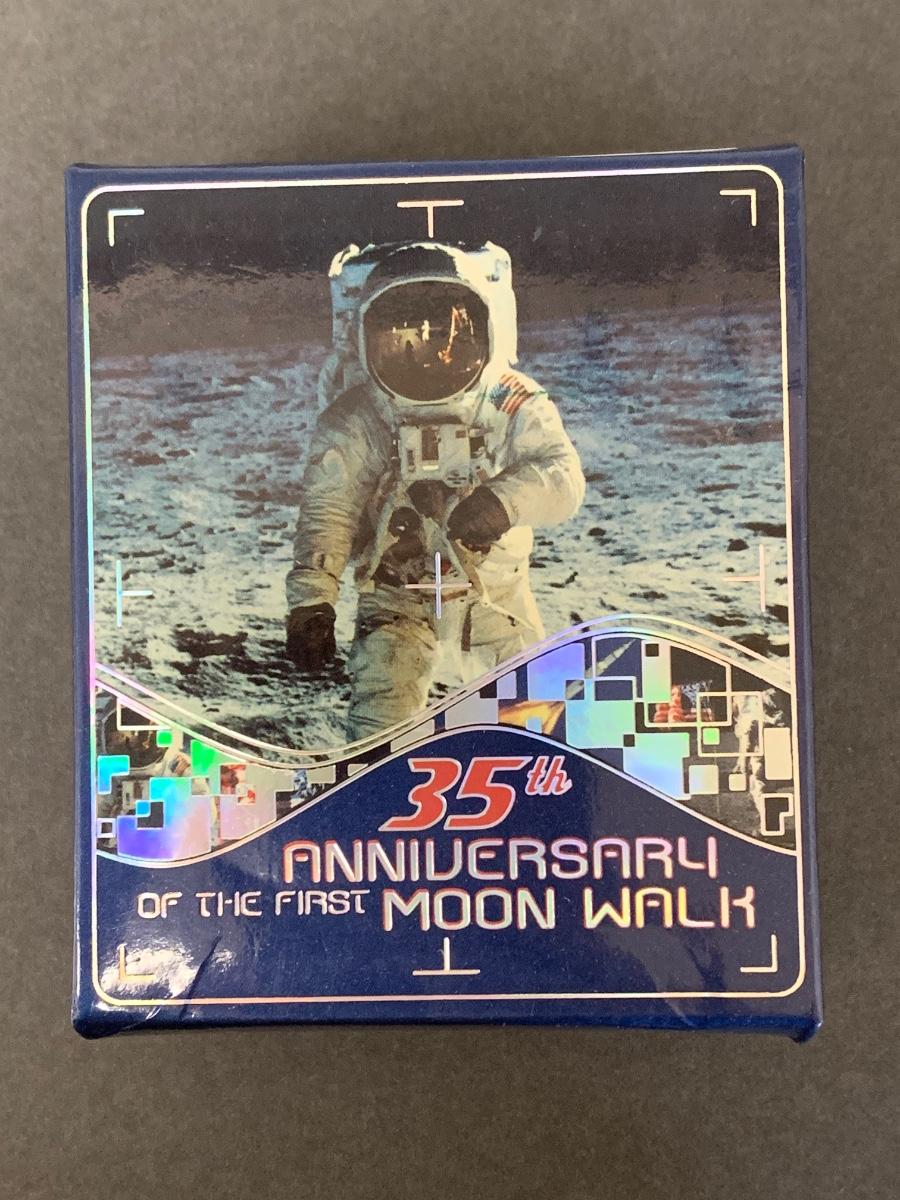 35th
ANNIVERSARY
OF THE FIRST MOON WALK